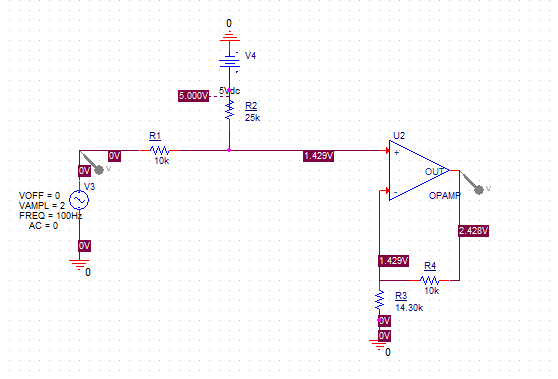 0
V4
5Vdc
5.000V
R2
25k
R1
10k
0V
1.429V
U2
+
-
OUT
OPAMP
V
V
0V
V3
VOFF = 0
VAMPL = 2
FREQ = 100Hz
AC = 0
0V
0
2.428V
1.429V
R4
10k
R3
14.30k
0V
0V
0